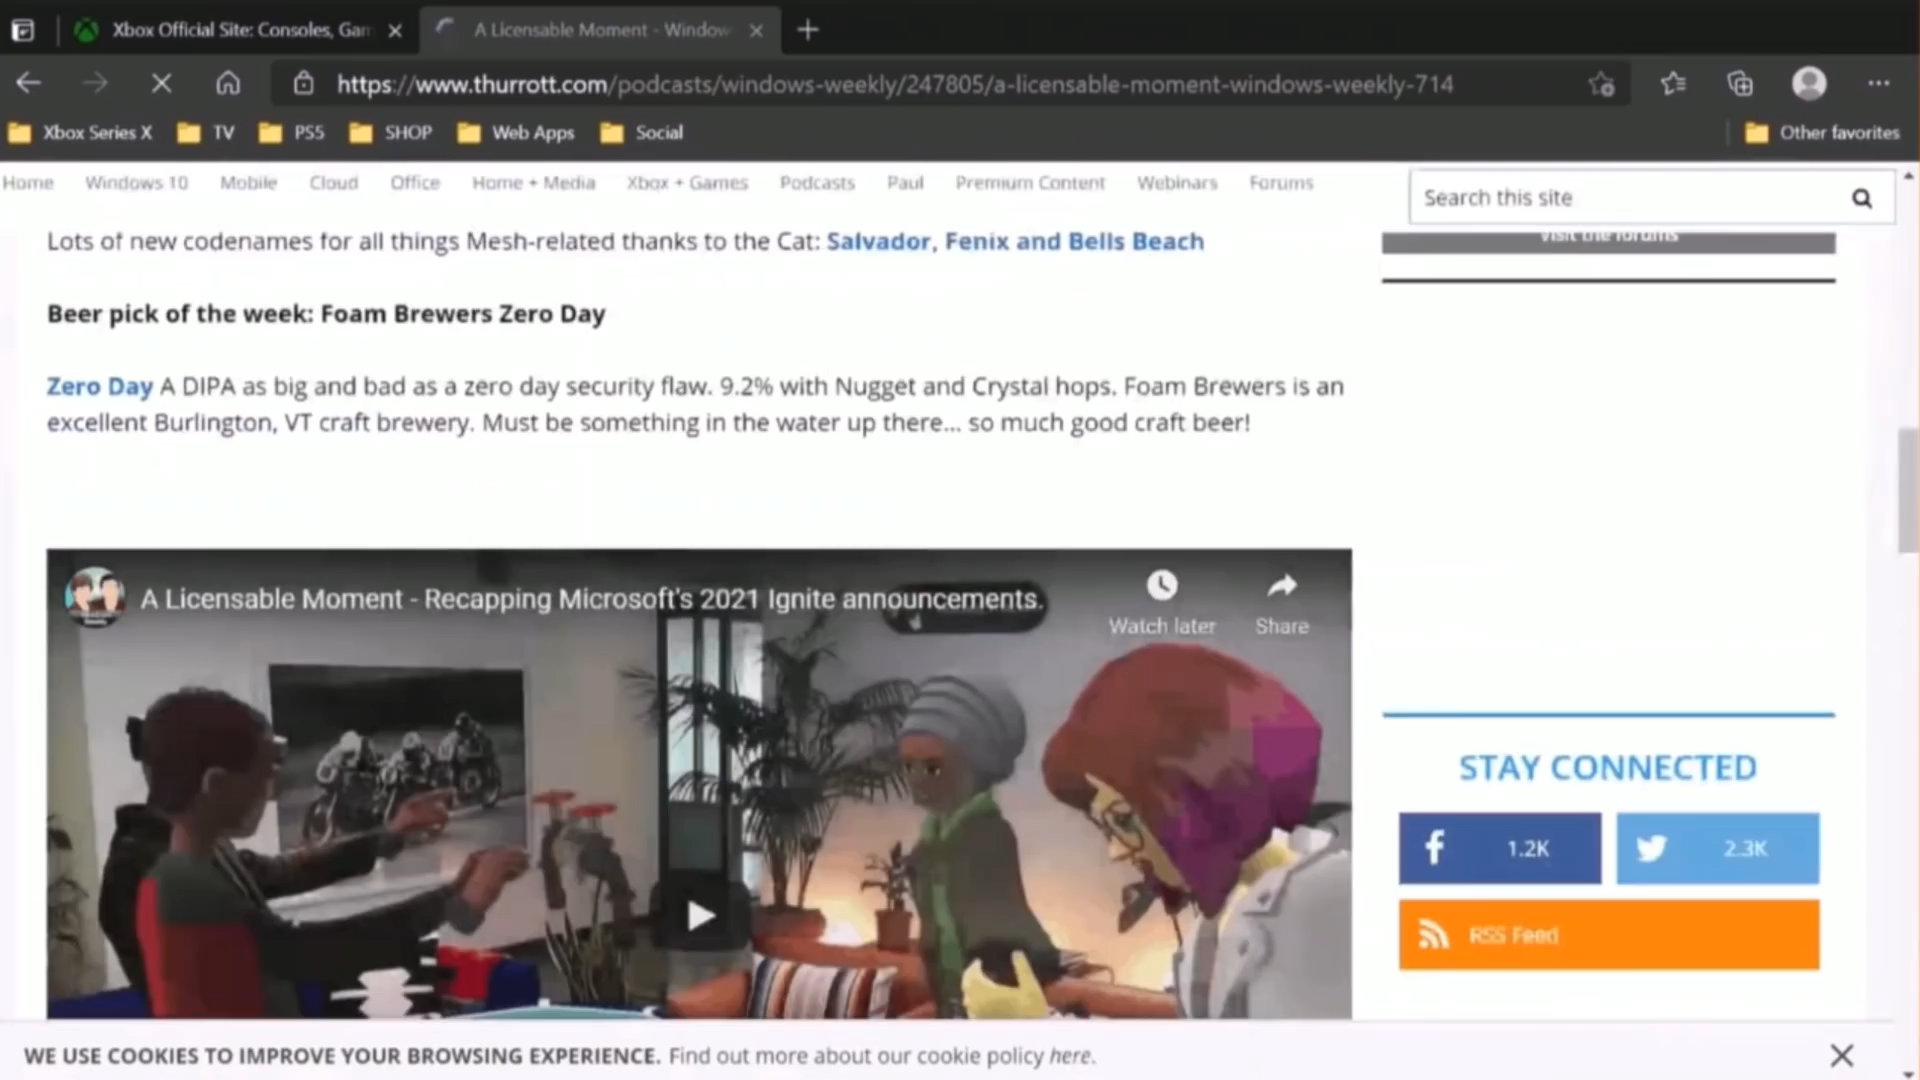 Xbox Official Site: Consoles, Gam
A Licensable Moment - Window
https://www.thurrott.com/podcasts/windows-weekly/247805/a-licensable-moment-windows-weekly-714
Xbox Series X TV PS5 SHOP Web Apps Social Other favorites
Home Windows 10 Mobile Cloud Office Home + Media Xbox + Games Podcasts Paul Premium Content Webinars Forums
Search this site
Visit the forums
Lots of new codenames for all things Mesh-related thanks to the Cat: Salvador, Fenix and Bells Beach
Beer pick of the week: Foam Brewers Zero Day
Zero Day A DIPA as big and bad as a zero day security flaw. 9.2% with Nugget and Crystal hops. Foam Brewers is an
excellent Burlington, VT craft brewery. Must be something in the water up there... so much good craft beer!
A Licensable Moment - Recapping Microsoft's 2021 Ignite announcements.
Watch later
Share
STAY CONNECTED
1.2K
2.3K
RSS Feed
WE USE COOKIES TO IMPROVE YOUR BROWSING EXPERIENCE. Find out more about our cookie policy here.